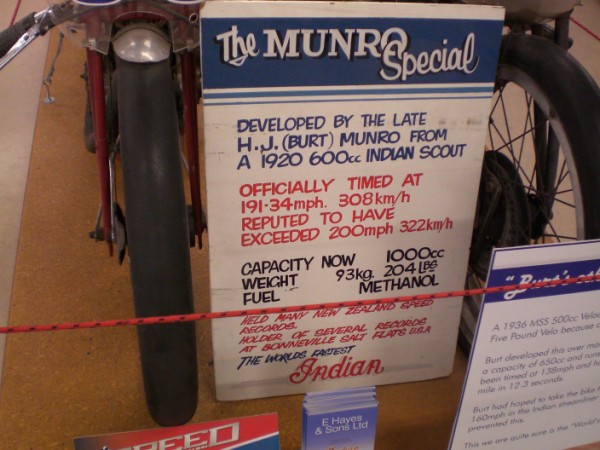 The MUNRO Special
DEVELOPED BY THE LATE
H.J. (BURT) MUNRO FROM
A 1920 600cc INDIAN SCOUT
OFFICIALLY TIMED AT
191·34mph. 308km/h
REPUTED TO HAVE
EXCEEDED 200mph 322km/h
CAPACITY NOW 1000cc
WEIGHT 93kg. 204 LBS
FUEL METHANOL
HELD MANY NEW ZEALAND SPEED
RECORDS.
HOLDER OF SEVERAL RECORDS
AT BONNEVILLE SALT FLATS U.S.A
THE WORLDS FASTEST
Indian
E Hayes
& Sons Ltd
"Burt's
A 1936 MSS 500cc
Five Pound Velo because
Burt developed this over
a capacity of 650cc and
been timed at 138mph and
mile in 12.3 seconds.
Burt had hoped to take the bike
160mph in the Indian streamliner
prevented this.
This we are quite sure is the "World's